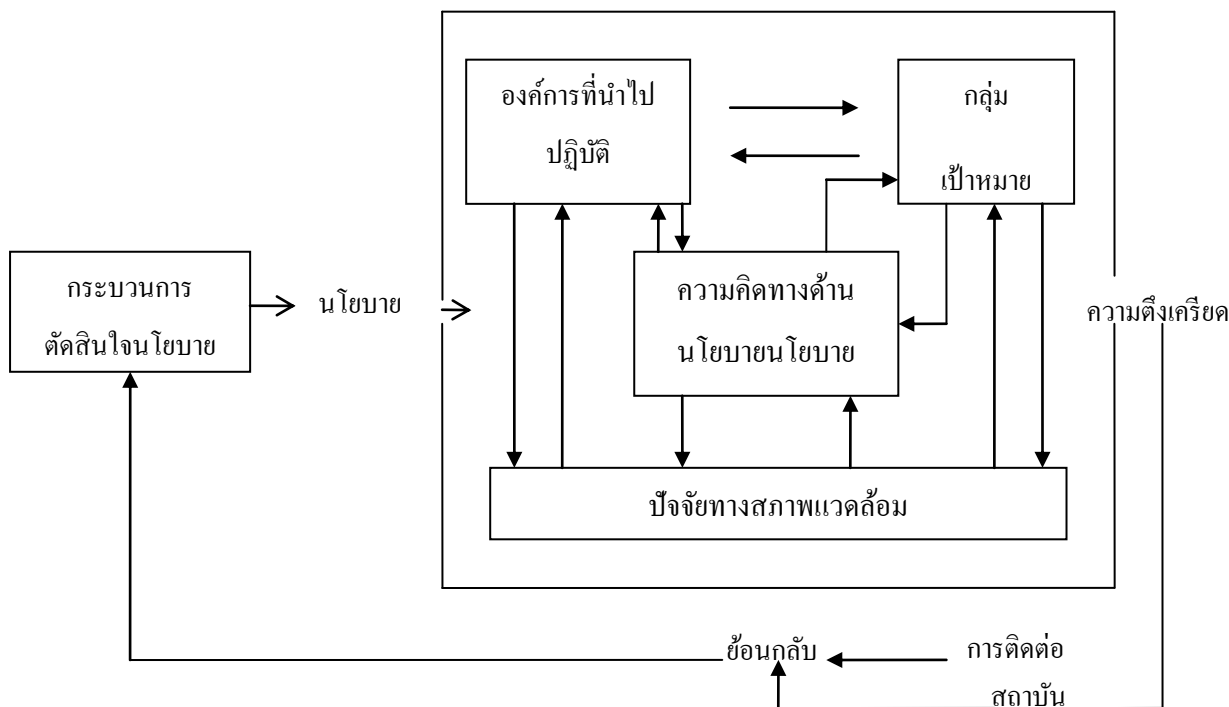 องค์การที่นำไป
ปฏิบัติ
กลุ่ม
เป้าหมาย
กระบวนการ
ตัดสินใจนโยบาย
นโยบาย
ความคิดทางด้าน
นโยบายนโยบาย
ความตึงเครียด
ปัจจัยทางสภาพแวดล้อม
ย้อนกลับ
การติดต่อ
สถาบัน